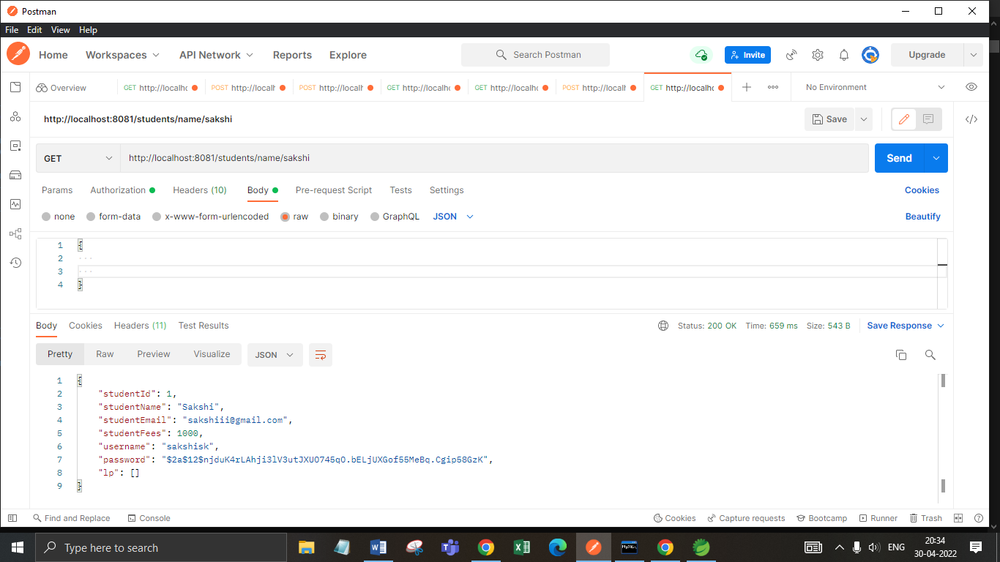 Postman
File Edit View Help
Home Workspaces API Network Reports Explore Search Postman Invite Upgrade
Overview GET http://localhc POST http://localh POST http://localh GET http://localhc GET http://localhc POST http://localh GET http://localhc No Environment
http://localhost:8081/students/name/sakshi Save
GET http://localhost:8081/students/name/sakshi Send
Params Authorization Headers (10) Body Pre-request Script Tests Settings Cookies
none form-data x-www-form-urlencoded raw binary GraphQL JSON Beautify
1 {
2
3
4 }
Body Cookies Headers (11) Test Results Status: 200 OK Time: 659 ms Size: 543 B Save Response
Pretty Raw Preview Visualize JSON
1 {
2 "studentId": 1,
3 "studentName": "Sakshi",
4 "studentEmail": "sakshiii@gmail.com",
5 "studentFees": 1000,
6 "username": "sakshisk",
7 "password": "$2a$12$njduK4rLAhji3lV3utJXUO745qO.bELjUXGof55MeBq.Cgip58GzK",
8 "lp": []
9 }
Find and Replace Console Cookies Capture requests Bootcamp Runner Trash
Type here to search ENG 20:34
30-04-2022